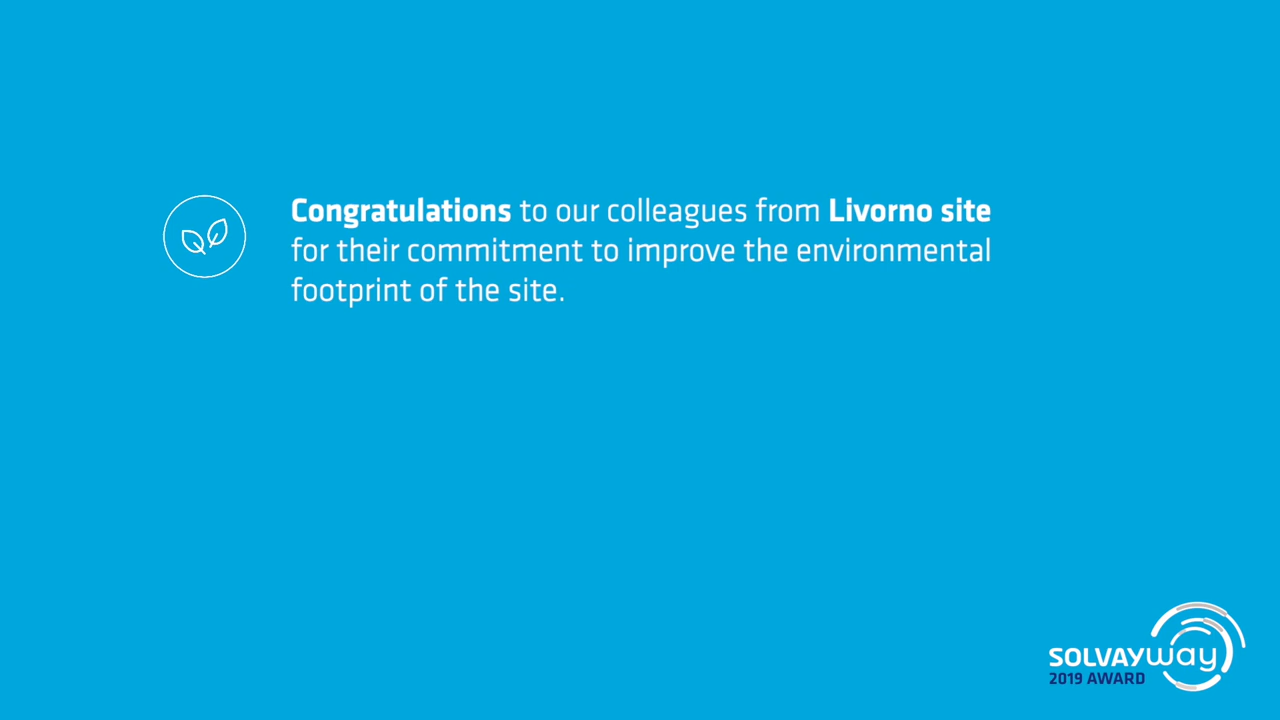 Congratulations to our colleagues from Livorno site
for their commitment to improve the environmental
footprint of the site.
SOLVAYway
2019 AWARD